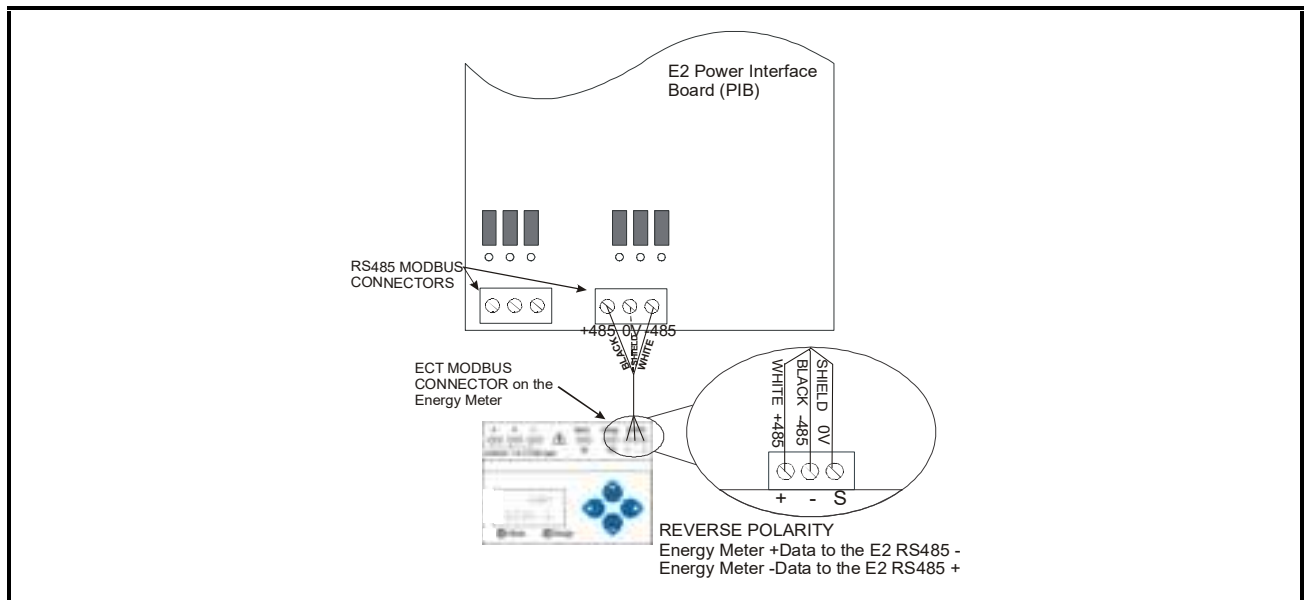 E2 Power Interface
Board (PIB)
RS485 MODBUS
CONNECTORS
+485 0V -485
BLACK
SHIELD
WHITE
ECT MODBUS
CONNECTOR on the
Energy Meter
WHITE +485
BLACK -485
SHIELD 0V
+ - S
REVERSE POLARITY
Energy Meter +Data to the E2 RS485 -
Energy Meter -Data to the E2 RS485 +